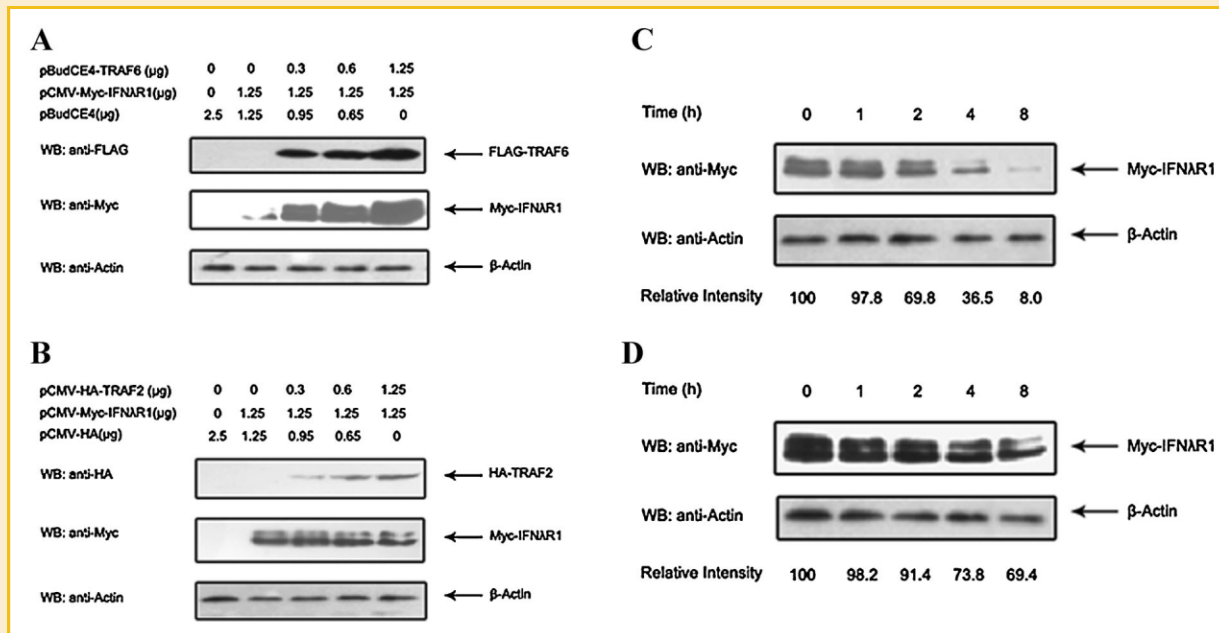 A
pBudCE4-TRAF6 (μg) 0 0 0.3 0.6 1.25
pCMV-Myc-IFNλR1(μg) 0 1.25 1.25 1.25 1.25
pBudCE4(μg) 2.5 1.25 0.95 0.65 0
WB: anti-FLAG FLAG-TRAF6
WB: anti-Myc Myc-IFNλR1
WB: anti-Actin β-Actin
B
pCMV-HA-TRAF2 (μg) 0 0 0.3 0.6 1.25
pCMV-Myc-IFNλR1(μg) 0 1.25 1.25 1.25 1.25
pCMV-HA(μg) 2.5 1.25 0.95 0.65 0
WB: anti-HA HA-TRAF2
WB: anti-Myc Myc-IFNλR1
WB: anti-Actin β-Actin
C
Time (h) 0 1 2 4 8
WB: anti-Myc Myc-IFNλR1
WB: anti-Actin β-Actin
Relative Intensity 100 97.8 69.8 36.5 8.0
D
Time (h) 0 1 2 4 8
WB: anti-Myc Myc-IFNλR1
WB: anti-Actin β-Actin
Relative Intensity 100 98.2 91.4 73.8 69.4